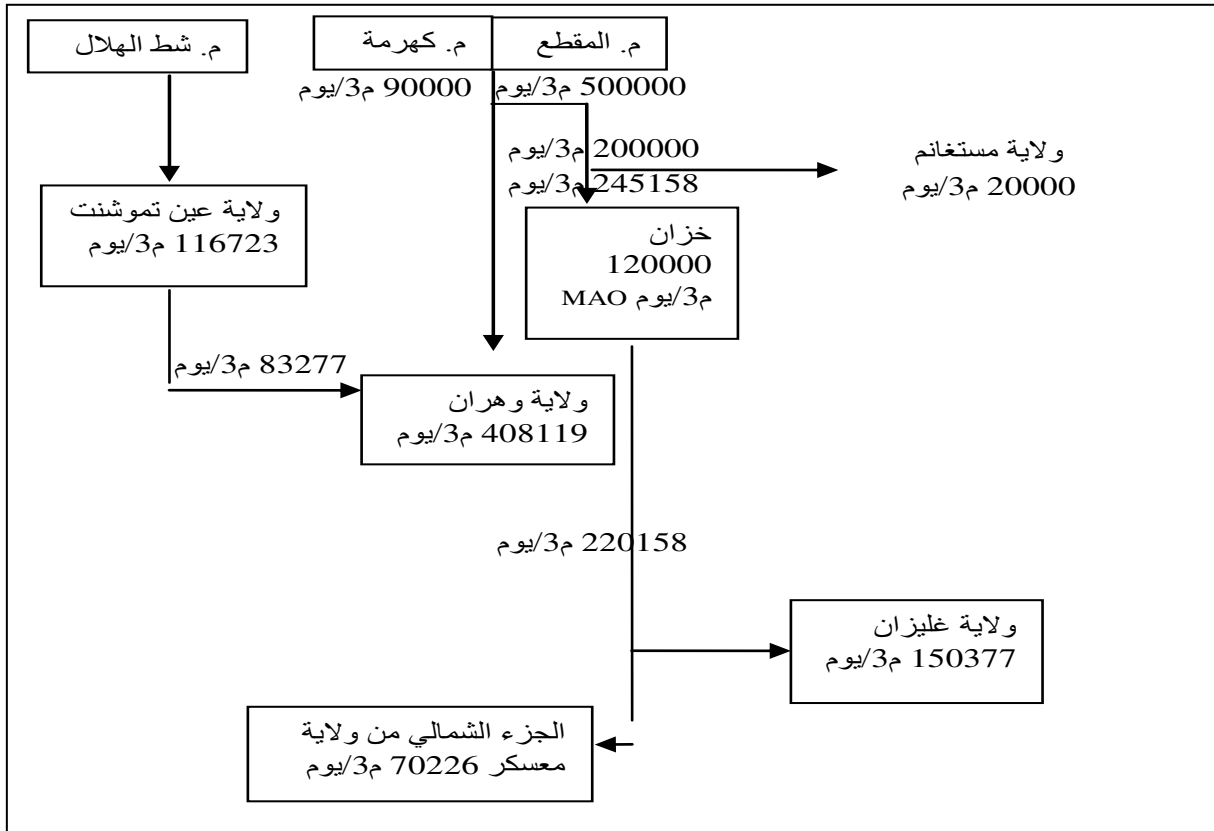 م. شط الهلال
م. كهرمة
م. المقطع
90000 م3/يوم
500000 م3/يوم
200000 م3/يوم
245158 م3/يوم
ولاية مستغانم
20000 م3/يوم
ولاية عين تموشنت
116723 م3/يوم
خزان
120000
م3/يوم MAO
83277 م3/يوم
ولاية وهران
408119 م3/يوم
220158 م3/يوم
ولاية غليزان
150377 م3/يوم
الجزء الشمالي من ولاية
معسكر 70226 م3/يوم